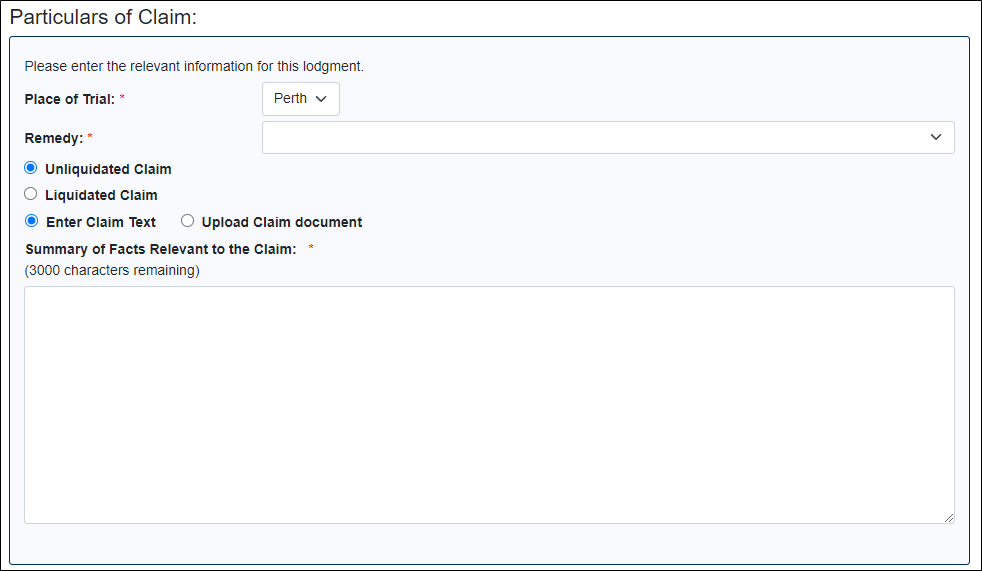 Particulars of Claim:
Please enter the relevant information for this lodgment.
Place of Trial: * Perth
Remedy: *
Unliquidated Claim
Liquidated Claim
Enter Claim Text Upload Claim document
Summary of Facts Relevant to the Claim: *
(3000 characters remaining)